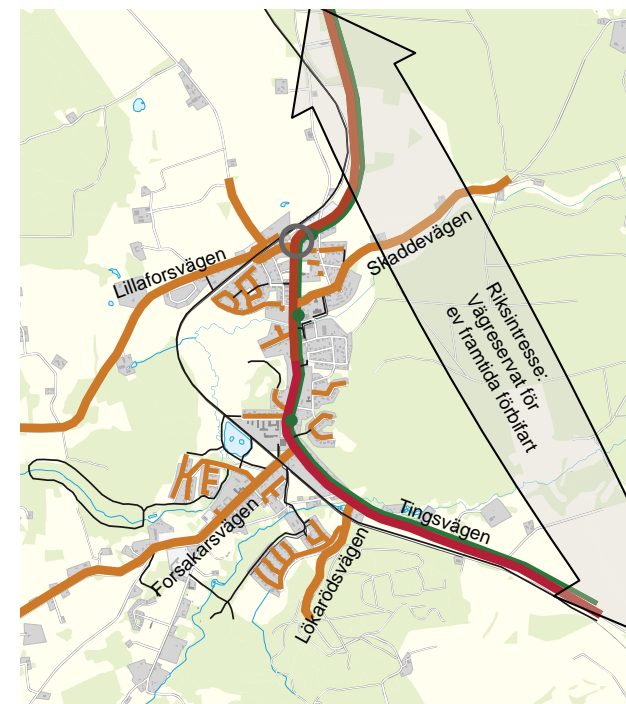 Lillaforsvägen
Skaddevägen
Riksintresse:
Vägreservat för
ev framtida förbifart
Tingsvägen
Forsakarsvägen
Lökarödsvägen